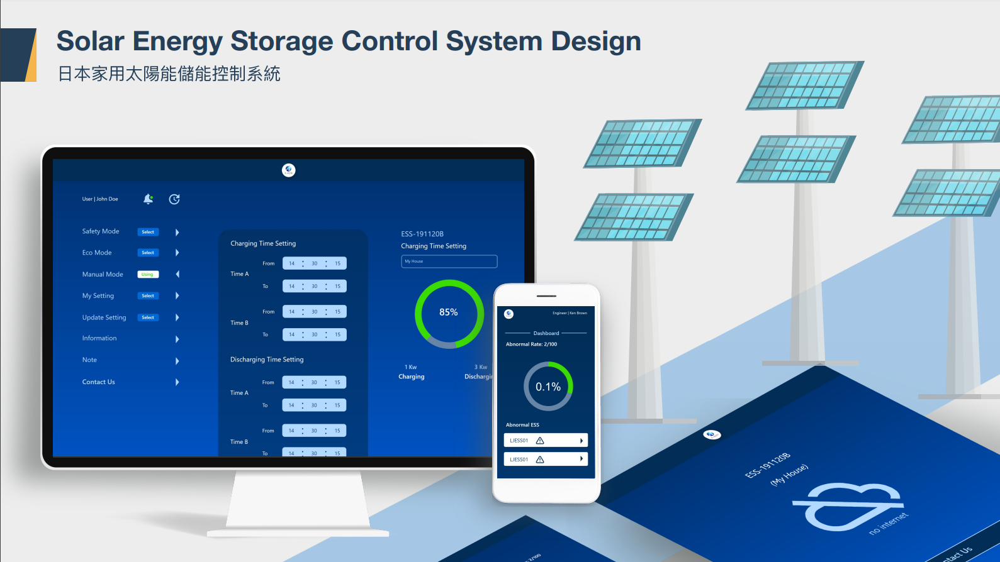 Solar Energy Storage Control System Design
日本家用太陽能儲能控制系統
User | John Doe
Safety Mode Select
Eco Mode Select
Manual Mode Using
My Setting Select
Update Setting Select
Information
Note
Contact Us
Charging Time Setting
Time A
From 14 : 30 : 15
To 14 : 30 : 15
Time B
From 14 : 30 : 15
To 14 : 30 : 15
Discharging Time Setting
Time A
From 14 : 30 : 15
To 14 : 30 : 15
Time B
From 14 : 30 : 15
To 14 : 30 : 15
ESS-191120B
Charging Time Setting
My House
85%
1 Kw
Charging
3 Kw
Dischargin
Engineer | Ken Brown
Dashboard
Abnormal Rate: 2/100
0.1%
Abnormal ESS
LJESS01
LJESS01
ESS-191120B
(My House)
no internet
ntact Us
2/100